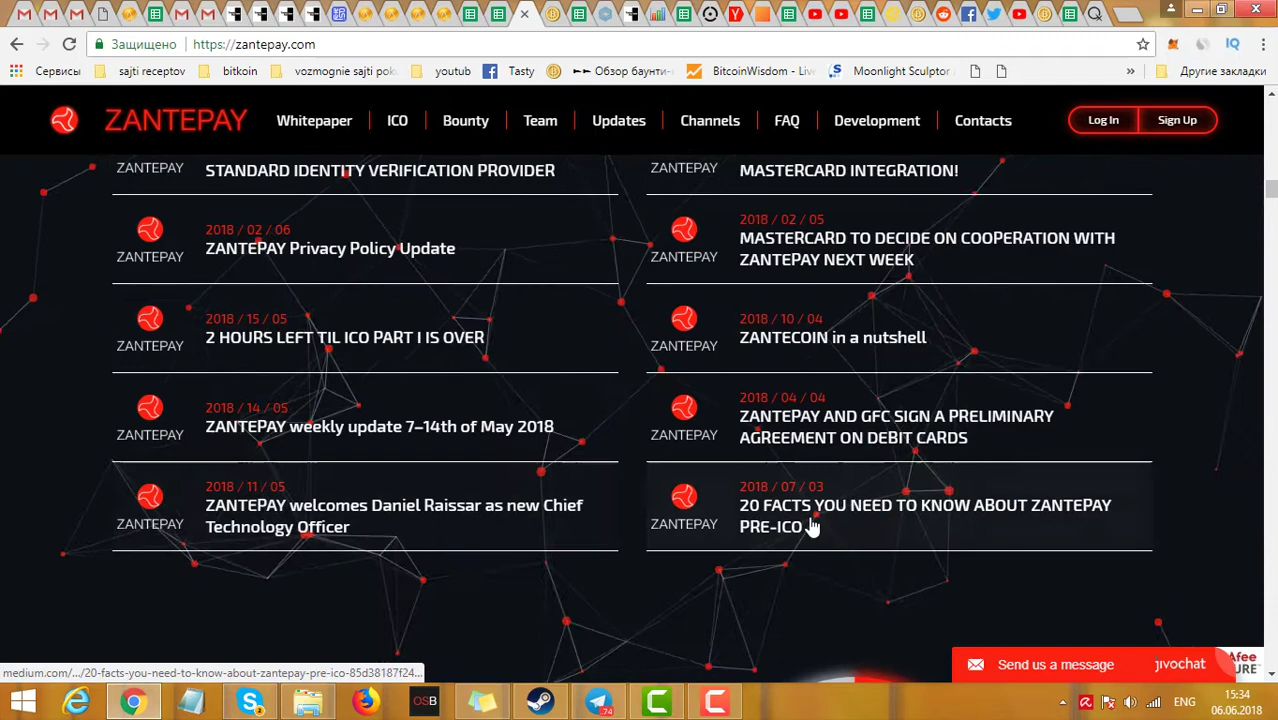 Защищено https://zantepay.com
Сервисы sajti receptov bitkoin vozmognie sajti pok youtub Tasty Обзор баунти- BitcoinWisdom - Live Moonlight Sculptor » Другие закладки
ZANTEPAY Whitepaper ICO Bounty Team Updates Channels FAQ Development Contacts Log In Sign Up
ZANTEPAY STANDARD IDENTITY VERIFICATION PROVIDER
ZANTEPAY MASTERCARD INTEGRATION!
2018 / 02 / 06
ZANTEPAY Privacy Policy Update
ZANTEPAY
2018 / 02 / 05
MASTERCARD TO DECIDE ON COOPERATION WITH
ZANTEPAY ZANTEPAY NEXT WEEK
2018 / 15 / 05
2 HOURS LEFT TIL ICO PART I IS OVER
ZANTEPAY
2018 / 10 / 04
ZANTECOIN in a nutshell
ZANTEPAY
2018 / 14 / 05
ZANTEPAY weekly update 7–14th of May 2018
ZANTEPAY
2018 / 04 / 04
ZANTEPAY AND GFC SIGN A PRELIMINARY
ZANTEPAY AGREEMENT ON DEBIT CARDS
2018 / 11 / 05
ZANTEPAY welcomes Daniel Raissar as new Chief
ZANTEPAY Technology Officer
2018 / 07 / 03
20 FACTS YOU NEED TO KNOW ABOUT ZANTEPAY
ZANTEPAY PRE-ICO
Send us a message jivochat
medium.com/.../20-facts-you-need-to-know-about-zantepay-pre-ico-85d38187f24...
OSB 74 ENG 15:34
06.06.2018